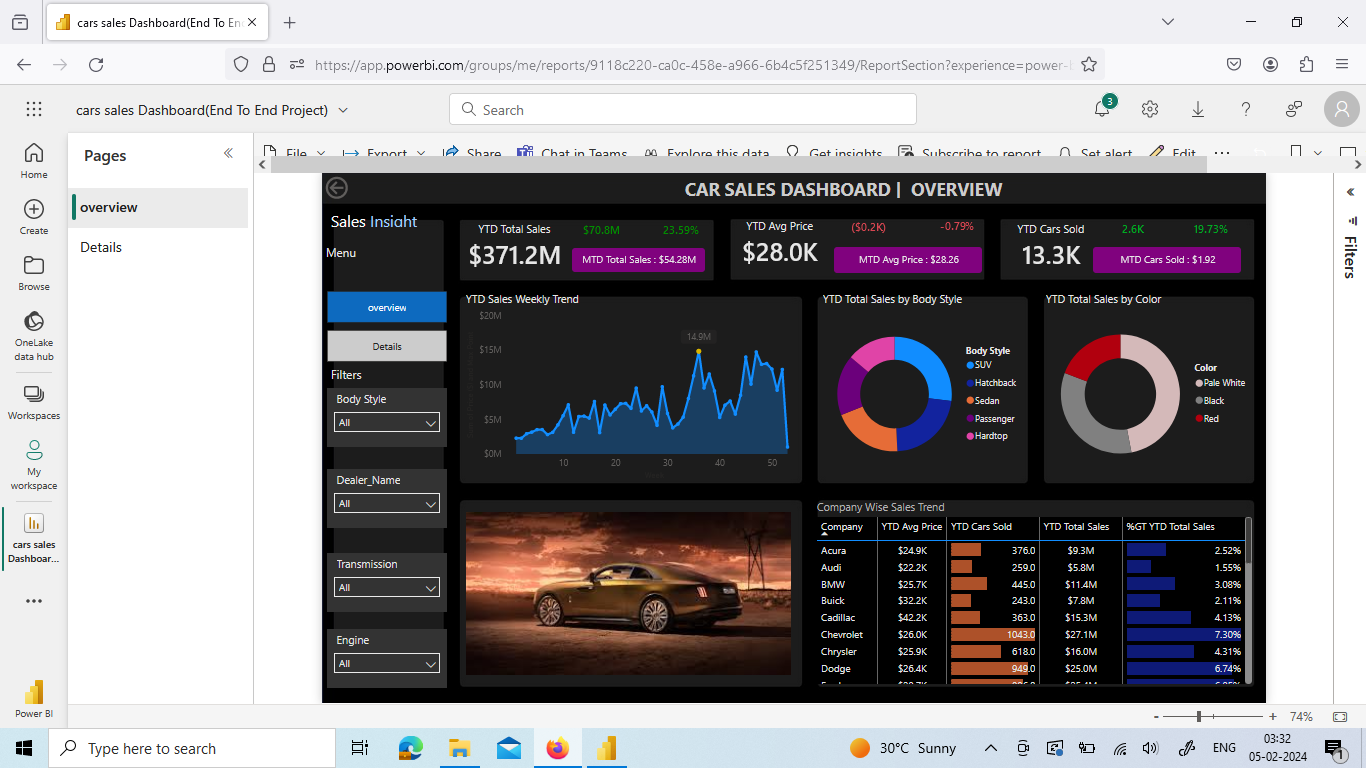 cars sales Dashboard(End To En
https://app.powerbi.com/groups/me/reports/9118c220-ca0c-458e-a966-6b4c5f251349/ReportSection?experience=power-b
cars sales Dashboard(End To End Project)
Search
3
Home
Create
Browse
OneLake
data hub
Workspaces
My
workspace
cars sales
Dashboar...
Power BI
Pages
overview
Details
File
Export
Share
Chat in Teams
Explore this data
Get insights
Subscribe to report
Set alert
Edit
Filters
CAR SALES DASHBOARD | OVERVIEW
Sales Insight
Menu
overview
Details
Filters
Body Style
All
Dealer_Name
All
Transmission
All
Engine
All
YTD Total Sales $70.8M 23.59%
$371.2M MTD Total Sales : $54.28M
YTD Avg Price ($0.2K) -0.79%
$28.0K MTD Avg Price : $28.26
YTD Cars Sold 2.6K 19.73%
13.3K MTD Cars Sold : $1.92
YTD Sales Weekly Trend
$20M
$15M
$10M
$5M
$0M
14.9M
10 20 30 40 50
YTD Total Sales by Body Style
Body Style
SUV
Hatchback
Sedan
Passenger
Hardtop
YTD Total Sales by Color
Color
Pale White
Black
Red
Company Wise Sales Trend
Company YTD Avg Price YTD Cars Sold YTD Total Sales %GT YTD Total Sales
Acura $24.9K 376.0 $9.3M 2.52%
Audi $22.2K 259.0 $5.8M 1.55%
BMW $25.7K 445.0 $11.4M 3.08%
Buick $32.2K 243.0 $7.8M 2.11%
Cadillac $42.2K 363.0 $15.3M 4.13%
Chevrolet $26.0K 1043.0 $27.1M 7.30%
Chrysler $25.9K 618.0 $16.0M 4.31%
Dodge $26.4K 949.0 $25.0M 6.74%
- + 74%
Type here to search
30°C Sunny
ENG
03:32
05-02-2024
1